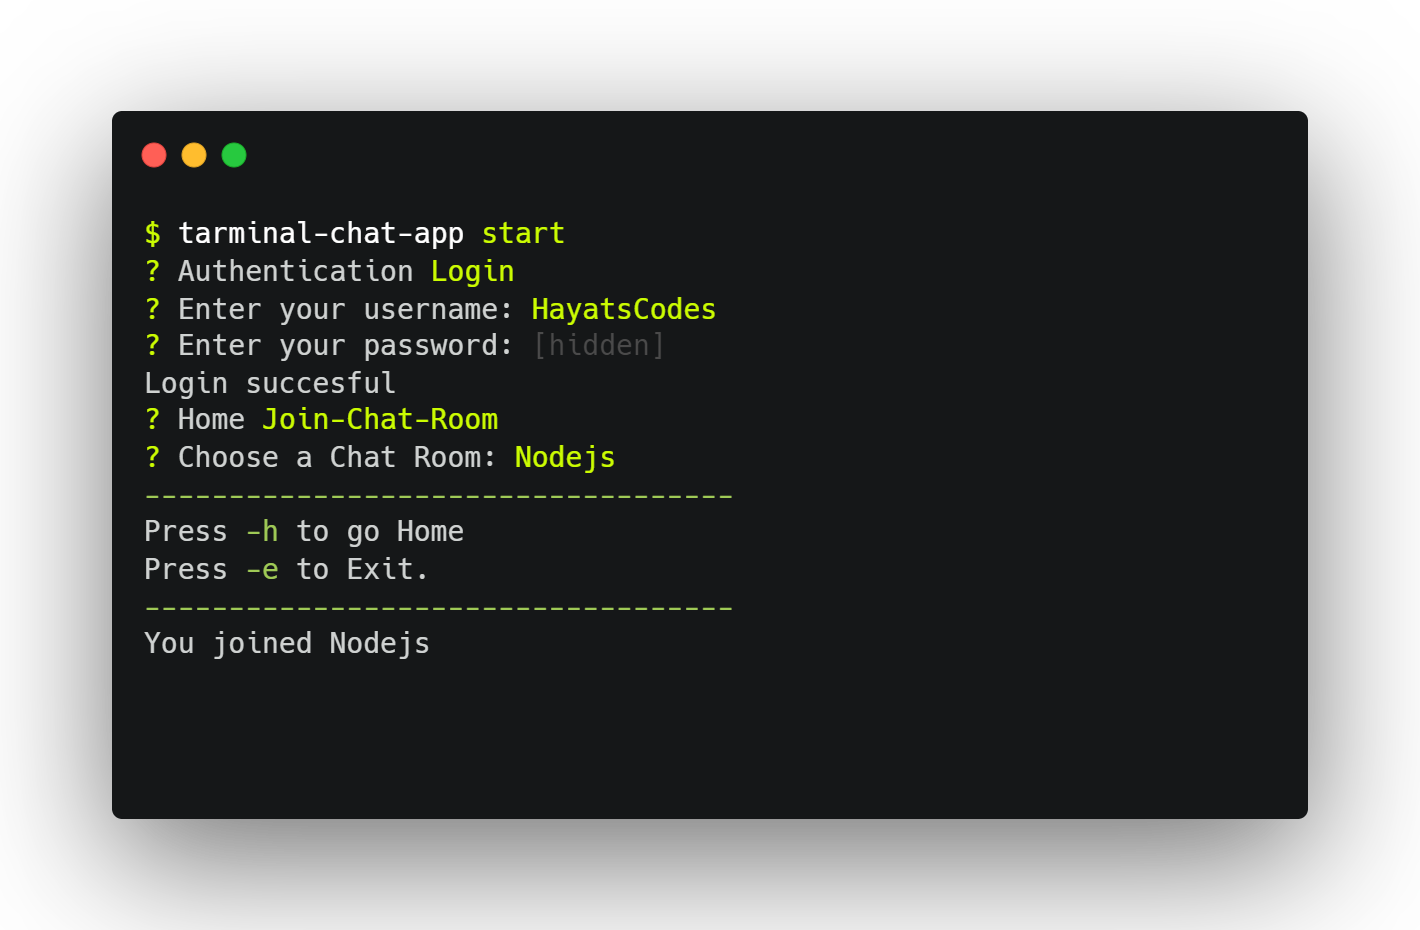 $ tarminal-chat-app start
? Authentication Login
? Enter your username: HayatsCodes
? Enter your password: [hidden]
Login succesful
? Home Join-Chat-Room
? Choose a Chat Room: Nodejs
-----------------------------------
Press -h to go Home
Press -e to Exit.
-----------------------------------
You joined Nodejs